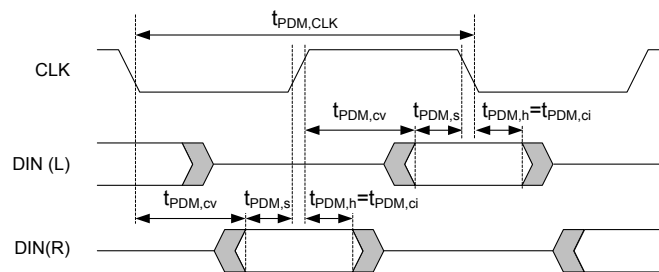 tPDM,CLK
CLK
tPDM,cv tPDM,s tPDM,h=tPDM,ci
DIN (L)
tPDM,cv tPDM,s tPDM,h=tPDM,ci
DIN(R)